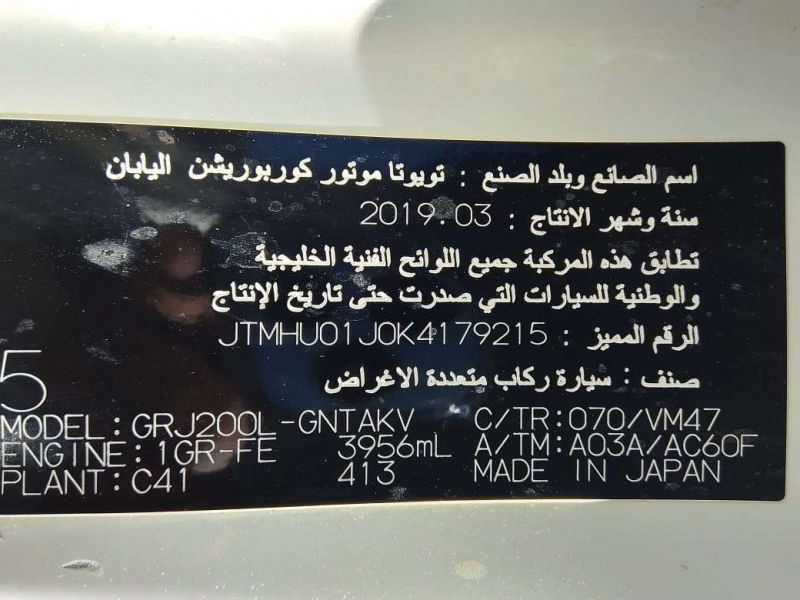 اسم الصانع وبلد الصنع : تويوتا موتور كوربوريشن اليابان
سنة وشهر الانتاج : 2019.03
تطابق هذه المركبة جميع اللوائح الفنية الخليجية
والوطنية للسيارات التي صدرت حتى تاريخ الإنتاج
الرقم المميز : JTMHU01J0K4179215
صنف : سيارة ركاب متعددة الاغراض
5
MODEL:GRJ200L-GNTAKV C/TR:070/VM47
ENGINE:1GR-FE 3956mL A/TM:A03A/AC60F
PLANT:C41 413 MADE IN JAPAN